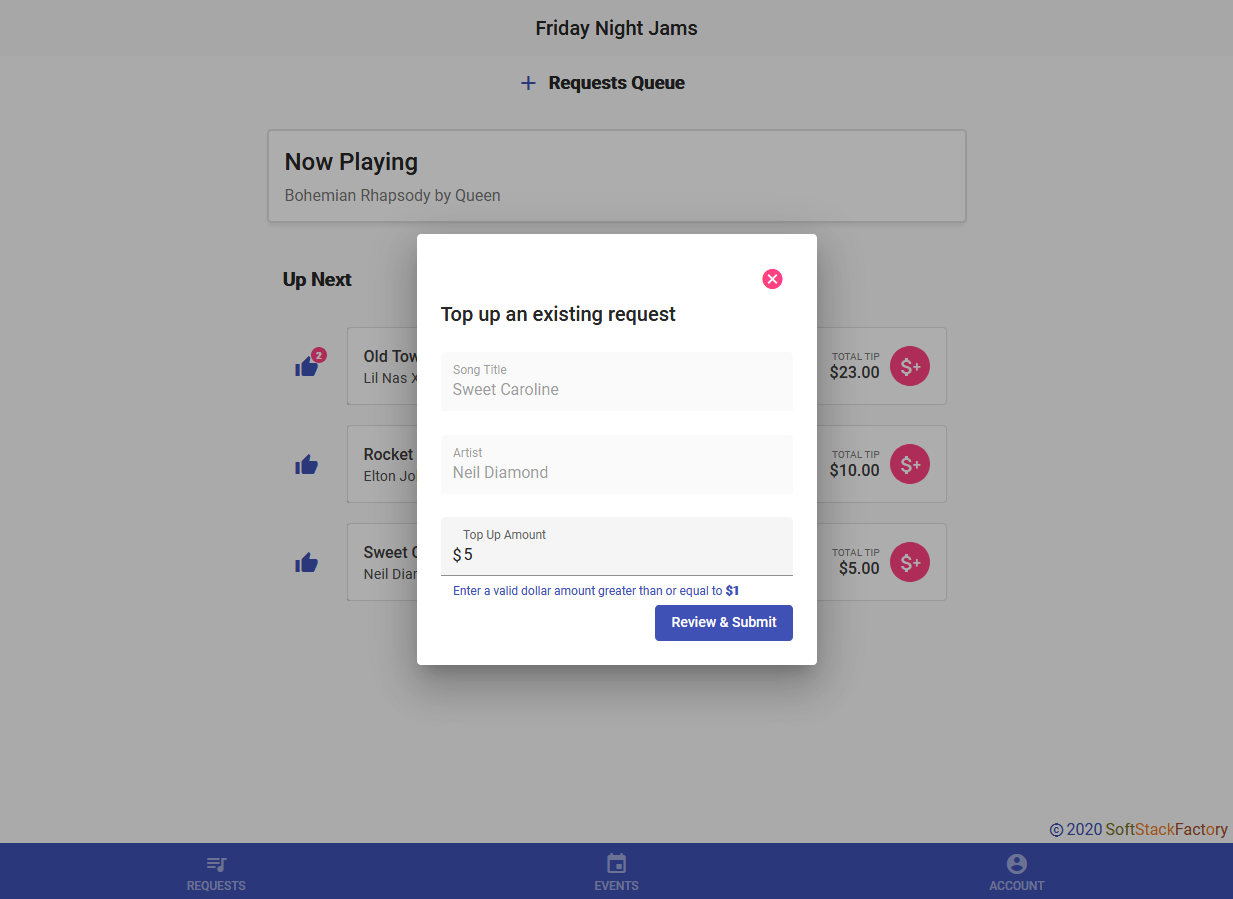 Friday Night Jams
+ Requests Queue
Now Playing
Bohemian Rhapsody by Queen
Up Next
2
Old Tow
Lil Nas X
TOTAL TIP
$23.00
$+
Rocket
Elton Jo
TOTAL TIP
$10.00
$+
Sweet C
Neil Diam
TOTAL TIP
$5.00
$+
Top up an existing request
Song Title
Sweet Caroline
Artist
Neil Diamond
Top Up Amount
$5
Enter a valid dollar amount greater than or equal to $1
Review & Submit
© 2020 SoftStackFactory
REQUESTS
EVENTS
ACCOUNT